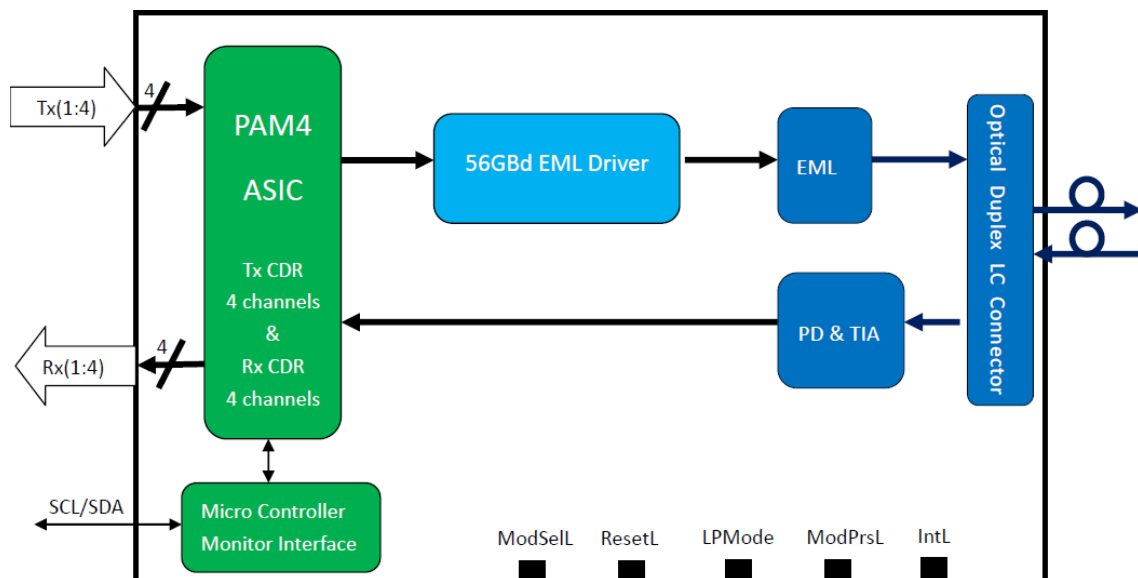 Tx(1:4)
4
PAM4
ASIC
Tx CDR
4 channels
&
Rx CDR
4 channels
56GBd EML Driver
EML
Optical Duplex LC Connector
PD & TIA
4
Rx(1:4)
SCL/SDA
Micro Controller
Monitor Interface
ModSelL
ResetL
LPMode
ModPrsL
IntL